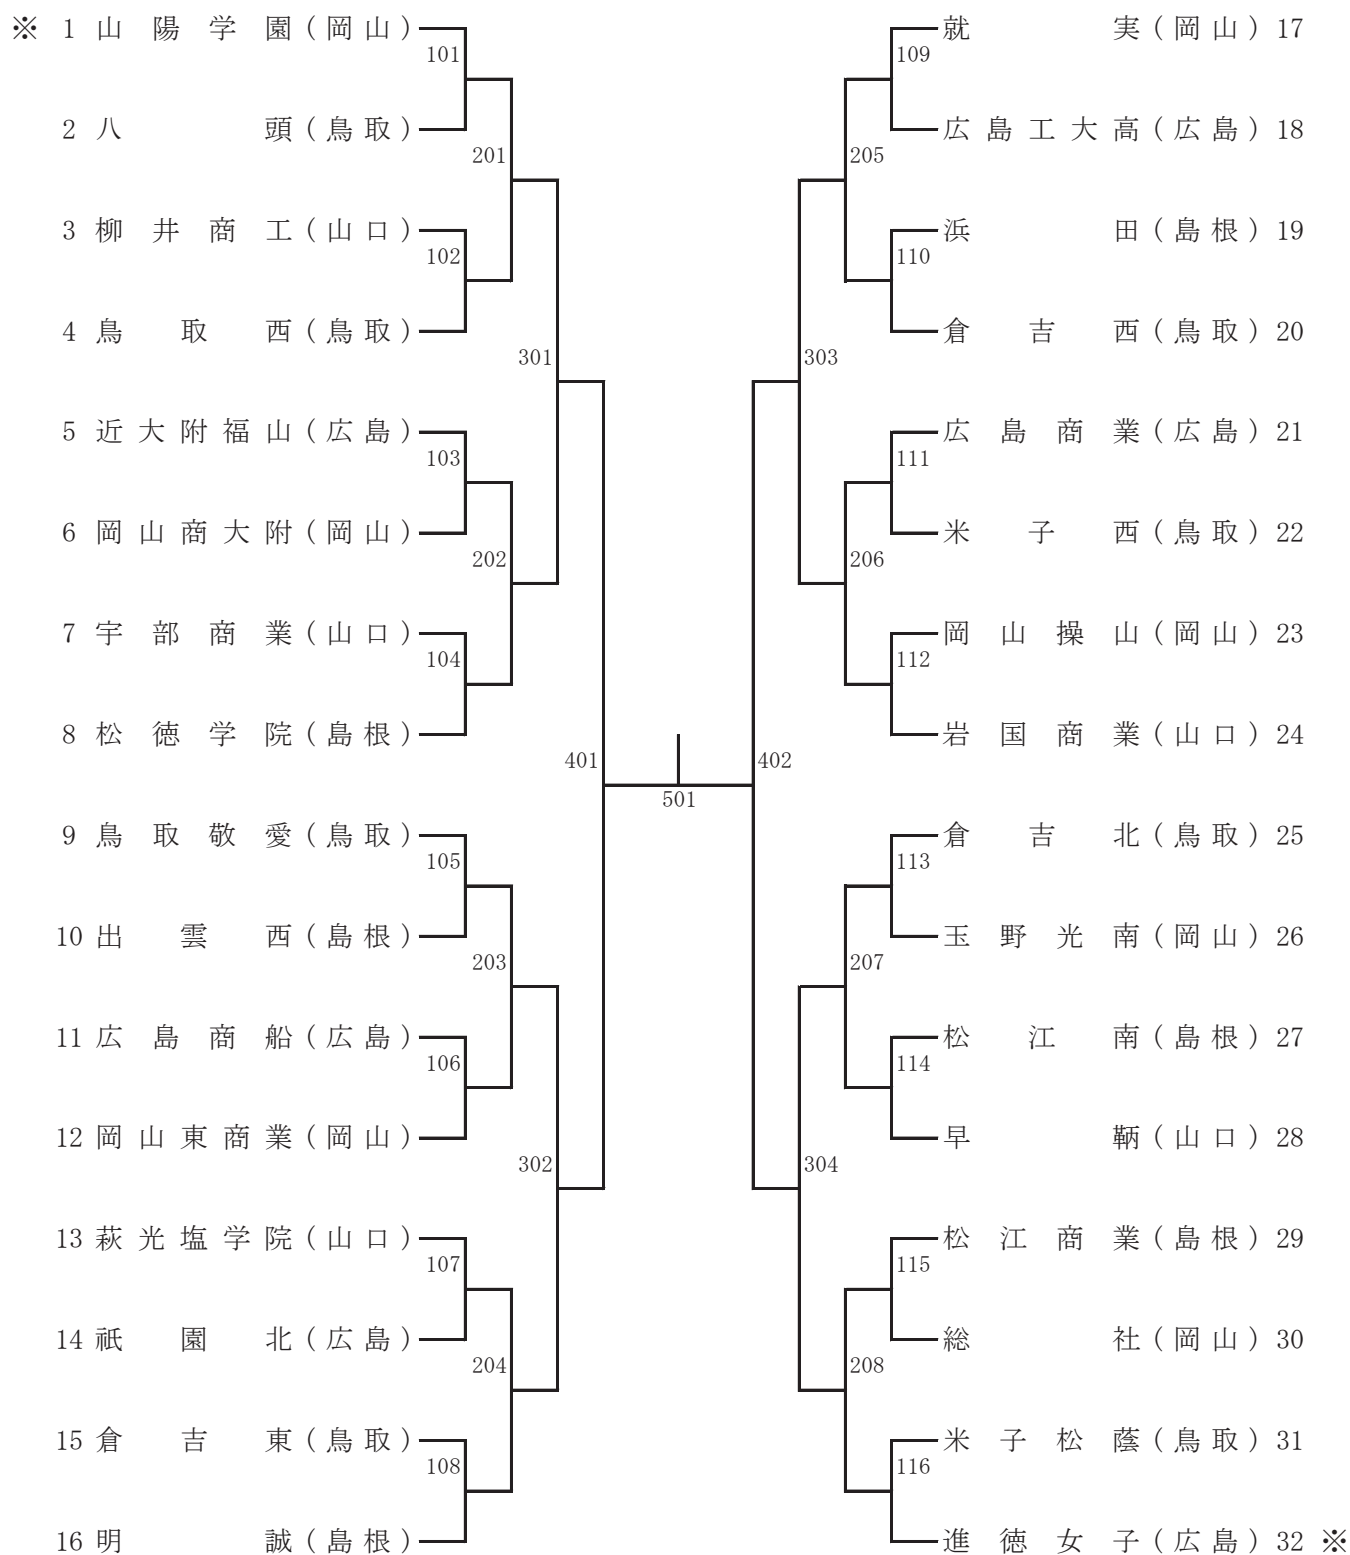 ※ 1 山陽学園(岡山)
101
2 八頭(鳥取)
201
3 柳井商工(山口)
102
4 鳥取西(鳥取)
301
5 近大附福山(広島)
103
6 岡山商大附(岡山)
202
7 宇部商業(山口)
104
8 松徳学院(島根)
401
9 鳥取敬愛(鳥取)
105
10 出雲西(島根)
203
11 広島商船(広島)
106
12 岡山東商業(岡山)
302
13 萩光塩学院(山口)
107
14 祇園北(広島)
204
15 倉吉東(鳥取)
108
16 明誠(島根)
501
就実(岡山) 17
109
広島工大高(広島) 18
205
浜田(島根) 19
110
倉吉西(鳥取) 20
303
広島商業(広島) 21
111
米子西(鳥取) 22
206
岡山操山(岡山) 23
112
岩国商業(山口) 24
402
倉吉北(鳥取) 25
113
玉野光南(岡山) 26
207
松江南(島根) 27
114
早鞆(山口) 28
304
松江商業(島根) 29
115
総社(岡山) 30
208
米子松蔭(鳥取) 31
116
進徳女子(広島) 32 ※